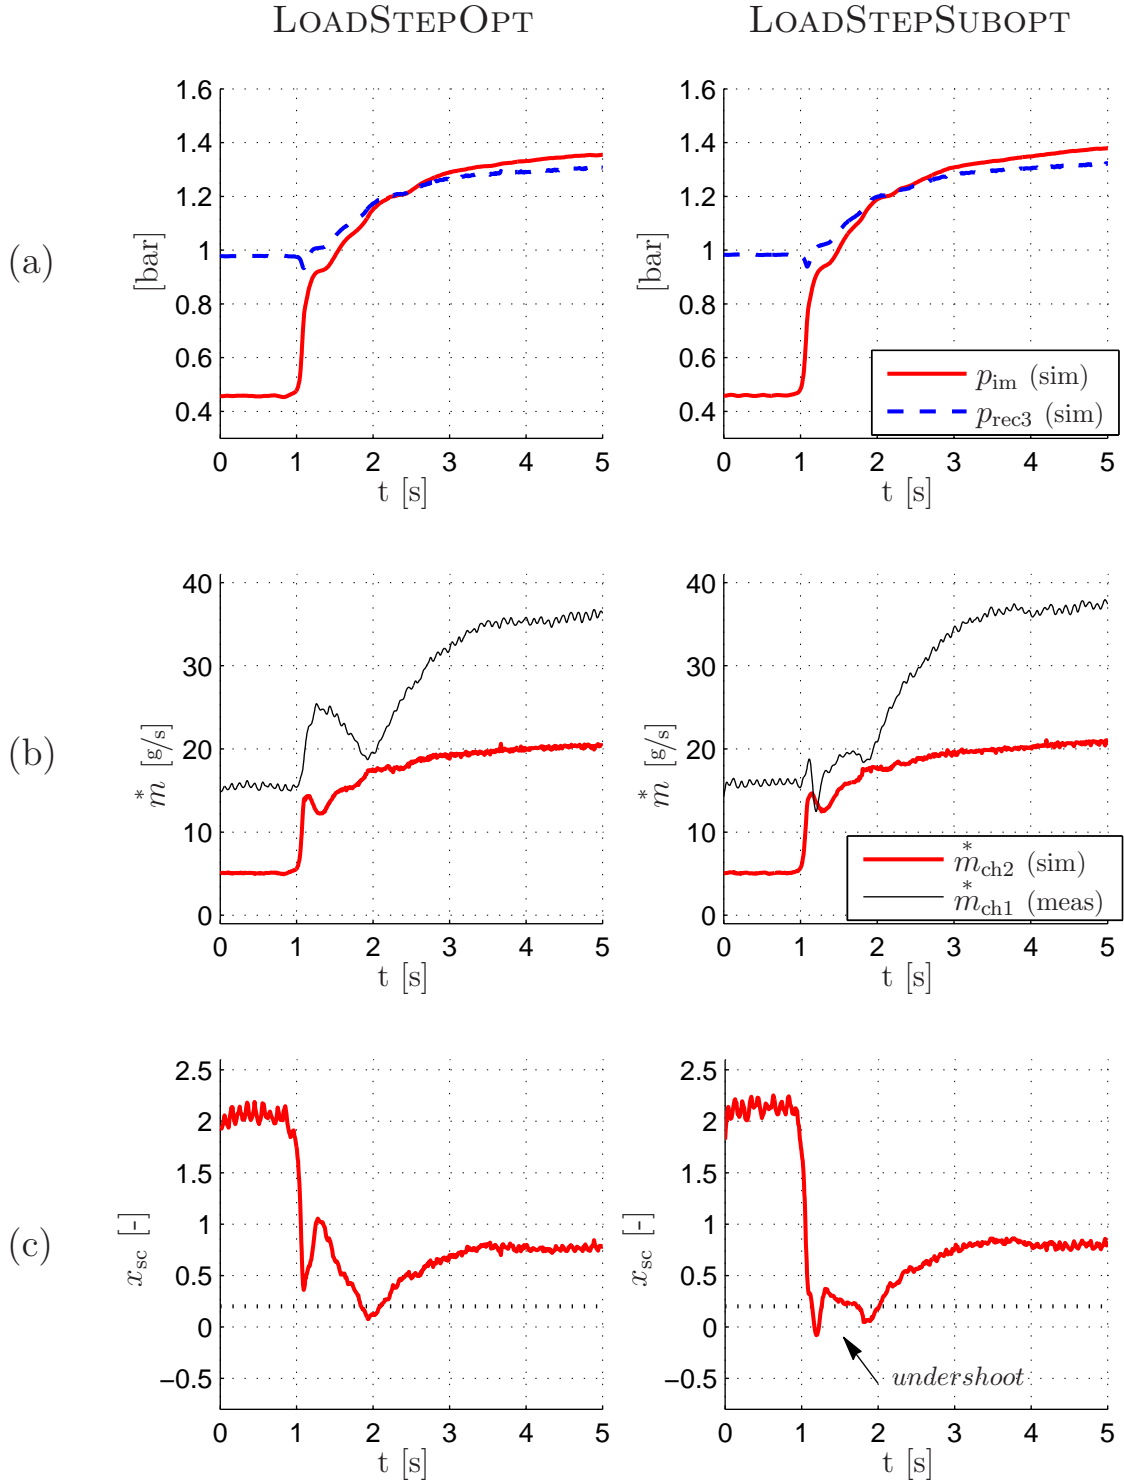 LOADSTEPOPT
LOADSTEPSUBOPT
(a)
[bar]
1.6
1.4
1.2
1
0.8
0.6
0.4
0 1 2 3 4 5
t [s]
[bar]
1.6
1.4
1.2
1
0.8
0.6
0.4
0 1 2 3 4 5
t [s]
p_im (sim)
p_rec3 (sim)
(b)
m* [g/s]
40
30
20
10
0
0 1 2 3 4 5
t [s]
m* [g/s]
40
30
20
10
0
0 1 2 3 4 5
t [s]
m*_ch2 (sim)
m*_ch1 (meas)
(c)
x_sc [-]
2.5
2
1.5
1
0.5
0
−0.5
0 1 2 3 4 5
t [s]
x_sc [-]
2.5
2
1.5
1
0.5
0
−0.5
undershoot
0 1 2 3 4 5
t [s]